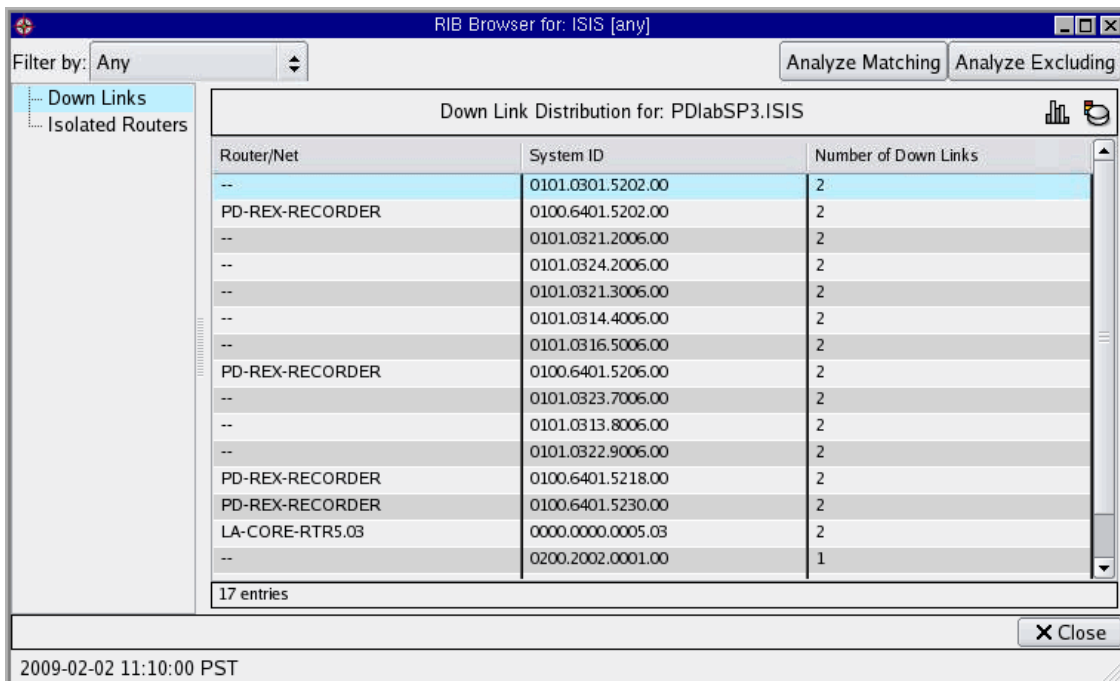 RIB Browser for: ISIS [any]
Filter by: Any Analyze Matching Analyze Excluding
Down Links
Isolated Routers
Down Link Distribution for: PDlabSP3.ISIS
Router/Net System ID Number of Down Links
-- 0101.0301.5202.00 2
PD-REX-RECORDER 0100.6401.5202.00 2
-- 0101.0321.2006.00 2
-- 0101.0324.2006.00 2
-- 0101.0321.3006.00 2
-- 0101.0314.4006.00 2
-- 0101.0316.5006.00 2
PD-REX-RECORDER 0100.6401.5206.00 2
-- 0101.0323.7006.00 2
-- 0101.0313.8006.00 2
-- 0101.0322.9006.00 2
PD-REX-RECORDER 0100.6401.5218.00 2
PD-REX-RECORDER 0100.6401.5230.00 2
LA-CORE-RTR5.03 0000.0000.0005.03 2
-- 0200.2002.0001.00 1
17 entries
Close
2009-02-02 11:10:00 PST